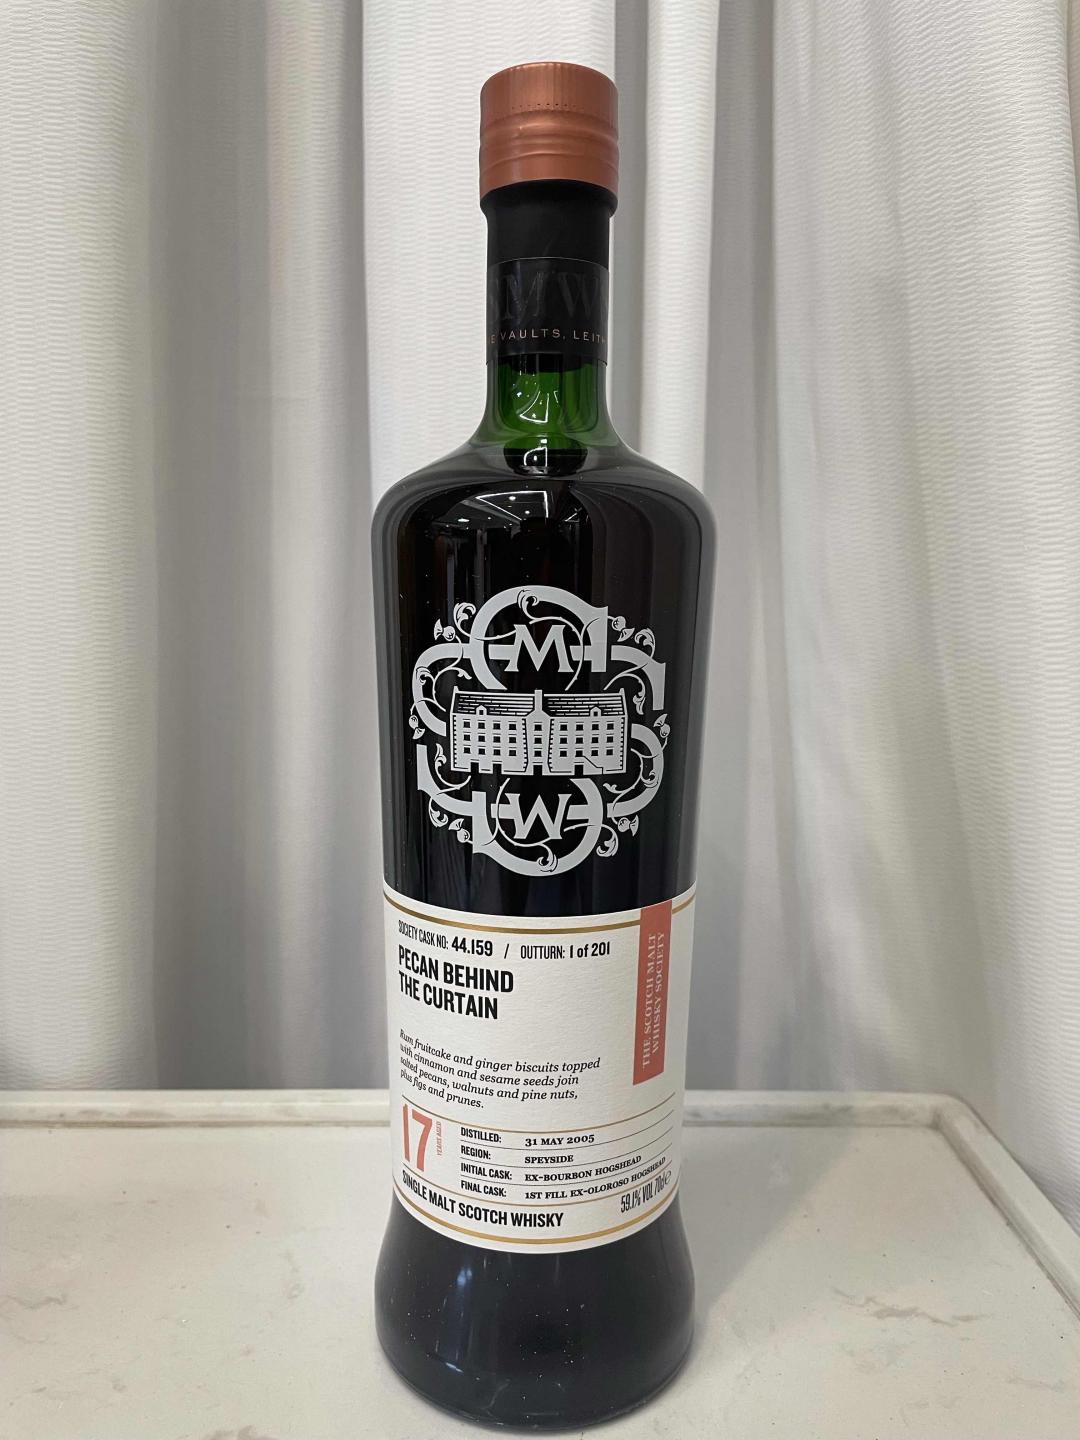 SMWS
E VAULTS, LEITH
M
W
SOCIETY CASK NO: 44.159 / OUTTURN: 1 of 201
PECAN BEHIND
THE CURTAIN
Rum fruitcake and ginger biscuits topped
with cinnamon and sesame seeds join
salted pecans, walnuts and pine nuts,
plus figs and prunes.
17
YEARS AGED
DISTILLED: 31 MAY 2005
REGION: SPEYSIDE
INITIAL CASK: EX-BOURBON HOGSHEAD
FINAL CASK: 1ST FILL EX-OLOROSO HOGSHEAD
SINGLE MALT SCOTCH WHISKY
59.1% VOL 70cl e
THE SCOTCH MALT
WHISKY SOCIETY